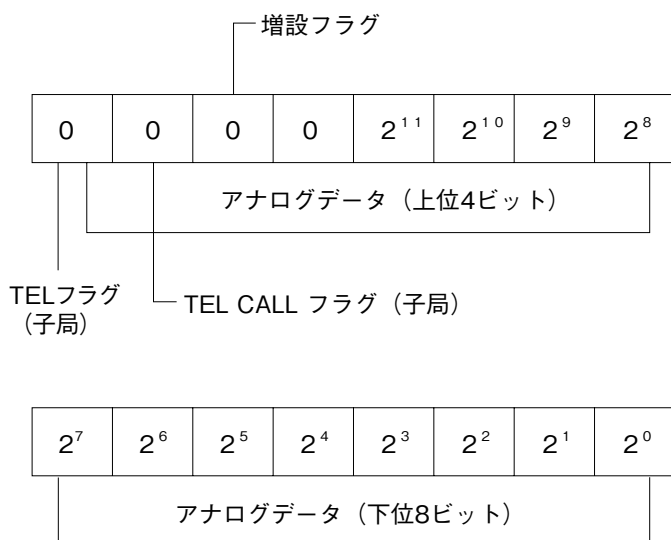 増設フラグ
0 0 0 0 2¹¹ 2¹⁰ 2⁹ 2⁸
アナログデータ（上位4ビット）
TELフラグ
（子局）
TEL CALL フラグ（子局）
2⁷ 2⁶ 2⁵ 2⁴ 2³ 2² 2¹ 2⁰
アナログデータ（下位8ビット）